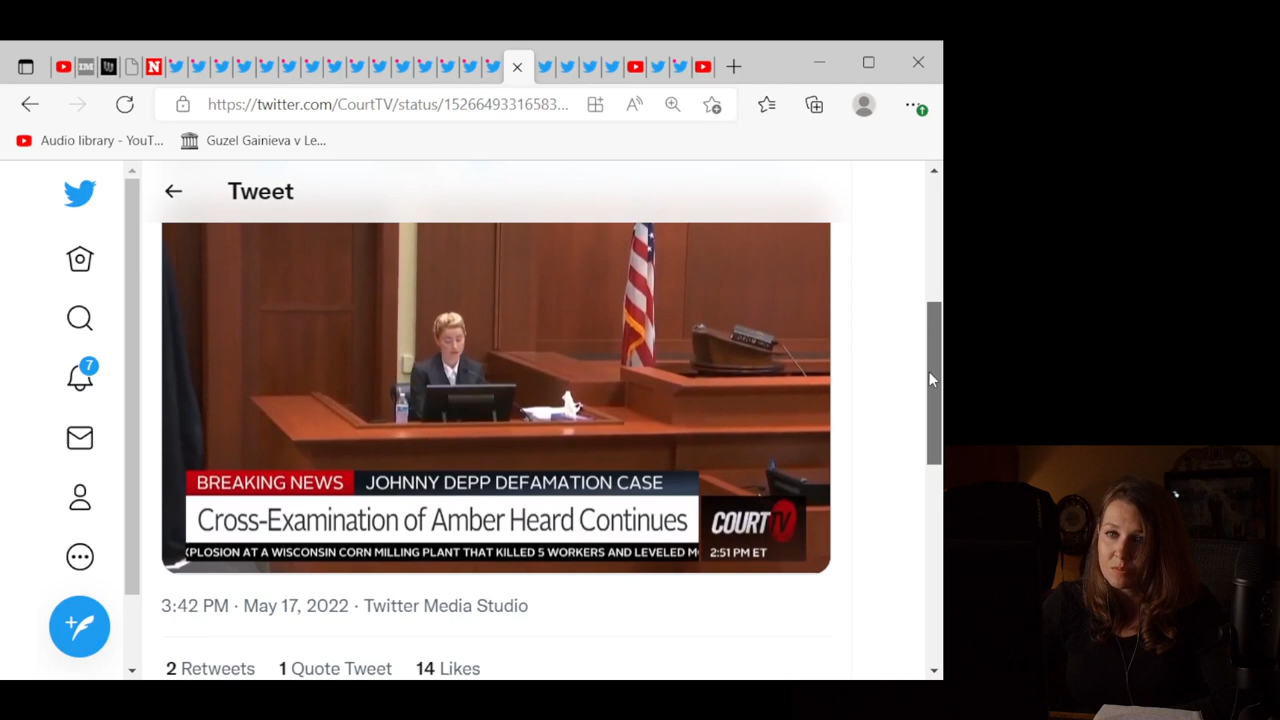 IM
N
https://twitter.com/CourtTV/status/15266493316583...
Audio library - YouT...
Guzel Gainieva v Le...
Tweet
7
BREAKING NEWS JOHNNY DEPP DEFAMATION CASE
Cross-Examination of Amber Heard Continues
COURT TV
XPLOSION AT A WISCONSIN CORN MILLING PLANT THAT KILLED 5 WORKERS AND LEVELED M
2:51 PM ET
3:42 PM · May 17, 2022 · Twitter Media Studio
2 Retweets 1 Quote Tweet 14 Likes